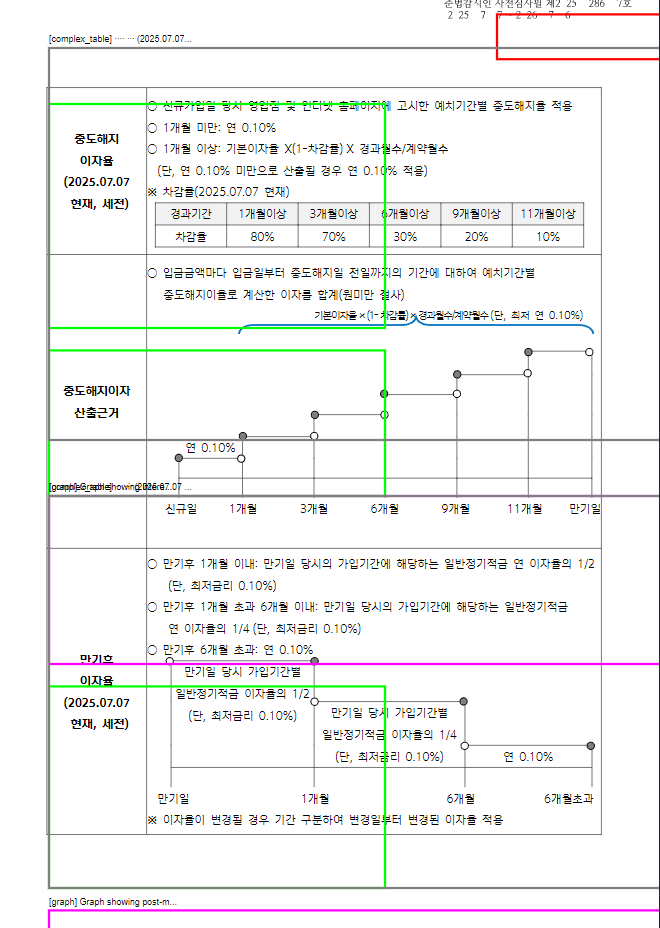 준법감시인 사전심사필 제2 25 286 7호
2 25 7 7 - 2 26 7 6
[complex_table] ···· ··· (2025.07.07...
중도해지
이자율
(2025.07.07
현재, 세전)
○ 신규가입일 당시 영업점 및 인터넷 홈페이지에 고시한 예치기간별 중도해지율 적용
○ 1개월 미만: 연 0.10%
○ 1개월 이상: 기본이자율 X(1-차감률) X 경과월수/계약월수
(단, 연 0.10% 미만으로 산출될 경우 연 0.10% 적용)
※ 차감률(2025.07.07 현재)
경과기간 1개월이상 3개월이상 6개월이상 9개월이상 11개월이상
차감률 80% 70% 30% 20% 10%
중도해지이자
산출근거
○ 입금금액마다 입금일부터 중도해지일 전일까지의 기간에 대하여 예치기간별
중도해지이율로 계산한 이자를 합계(원미만 절사)
기본이자율 × (1-차감률) × 경과월수/계약월수 (단, 최저 연 0.10%)
연 0.10%
신규일 1개월 3개월 6개월 9개월 11개월 만기일
만기후
이자율
(2025.07.07
현재, 세전)
○ 만기후 1개월 이내: 만기일 당시의 가입기간에 해당하는 일반정기적금 연 이자율의 1/2
(단, 최저금리 0.10%)
○ 만기후 1개월 초과 6개월 이내: 만기일 당시의 가입기간에 해당하는 일반정기적금
연 이자율의 1/4 (단, 최저금리 0.10%)
○ 만기후 6개월 초과: 연 0.10%
만기일 당시 가입기간별
일반정기적금 이자율의 1/2
(단, 최저금리 0.10%)
만기일 당시 가입기간별
일반정기적금 이자율의 1/4
(단, 최저금리 0.10%)
연 0.10%
만기일 1개월 6개월 6개월초과
※ 이자율이 변경될 경우 기간 구분하여 변경일부터 변경된 이자율 적용
[graph] Graph showing post-m...